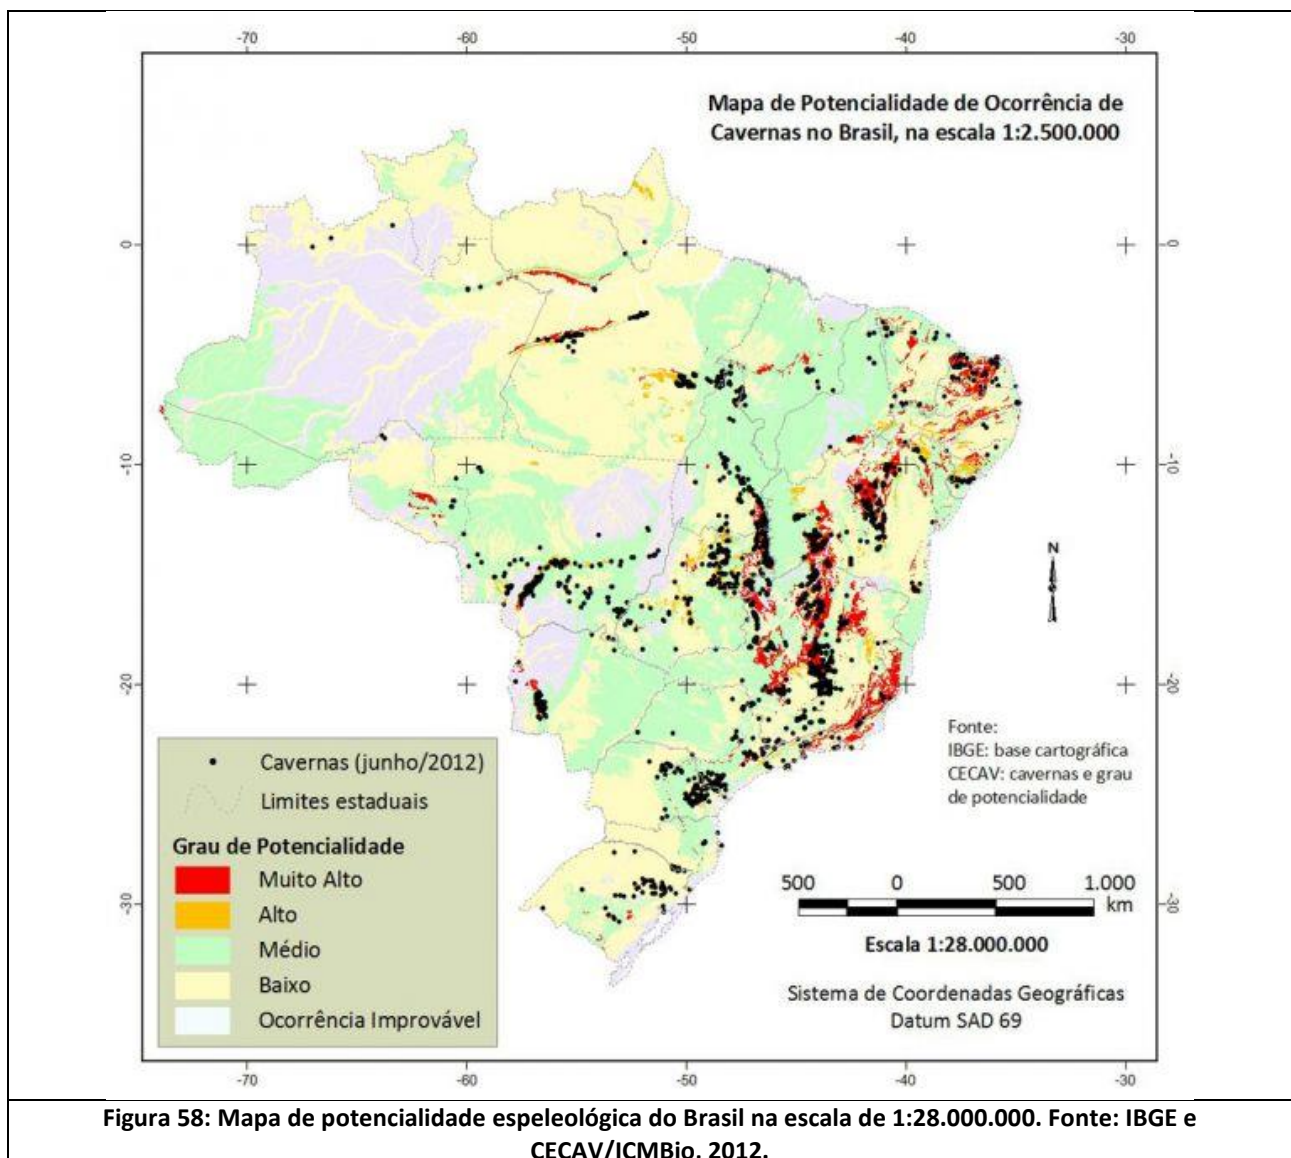 -70 -60 -50 -40 -30
Mapa de Potencialidade de Ocorrência de
Cavernas no Brasil, na escala 1:2.500.000
0 0
-10 -10
N
-20 -20
Fonte:
IBGE: base cartográfica
CECAV: cavernas e grau
de potencialidade
Cavernas (junho/2012)
Limites estaduais
Grau de Potencialidade
Muito Alto
Alto
Médio
Baixo
Ocorrência Improvável
500 0 500 1.000
km
-30 -30
Escala 1:28.000.000
Sistema de Coordenadas Geográficas
Datum SAD 69
-70 -60 -50 -40 -30
Figura 58: Mapa de potencialidade espeleológica do Brasil na escala de 1:28.000.000. Fonte: IBGE e
CECAV/ICMBio. 2012.